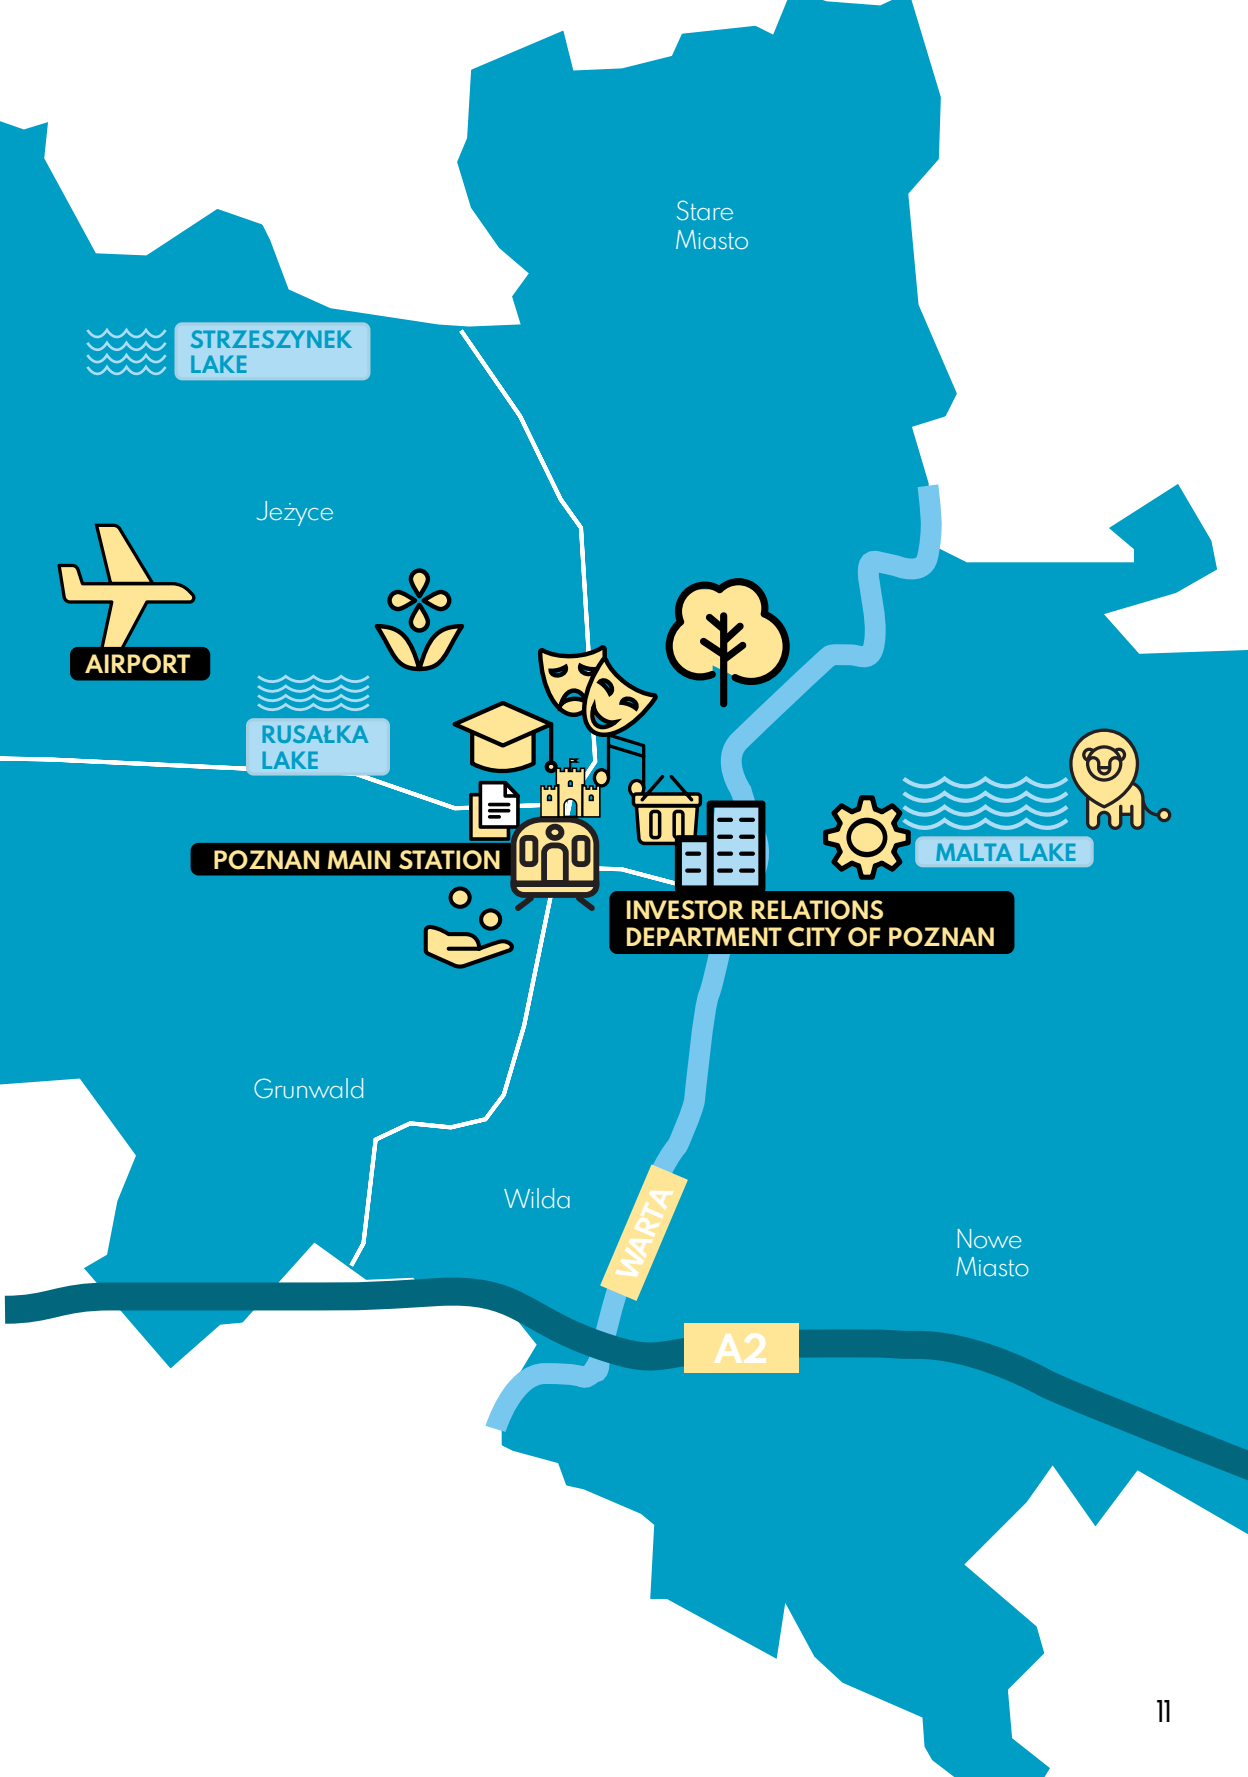 Stare
Miasto
STRZESZYNEK
LAKE
Jeżyce
AIRPORT
RUSAŁKA
LAKE
MALTA LAKE
POZNAN MAIN STATION
INVESTOR RELATIONS
DEPARTMENT CITY OF POZNAN
Grunwald
Wilda
WARTA
Nowe
Miasto
A2
11